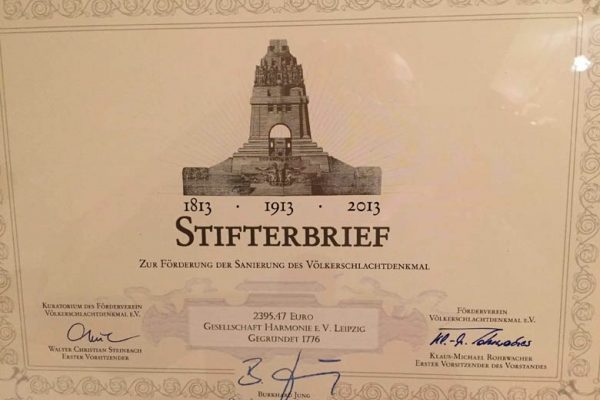 1813 · 1913 · 2013
STIFTERBRIEF
ZUR FÖRDERUNG DER SANIERUNG DES VÖLKERSCHLACHTDENKMAL
KURATORIUM DES FÖRDERVEREIN
VÖLKERSCHLACHTDENKMAL E.V.
WALTER CHRISTIAN STEINBACH
ERSTER VORSITZENDER
2395.47 EURO
GESELLSCHAFT HARMONIE E. V. LEIPZIG
GEGRÜNDET 1776
FÖRDERVEREIN
VÖLKERSCHLACHTDENKMAL E.V.
KLAUS-MICHAEL ROHRWACHER
ERSTER VORSITZENDER DES VORSTANDES
BURKHARD JUNG